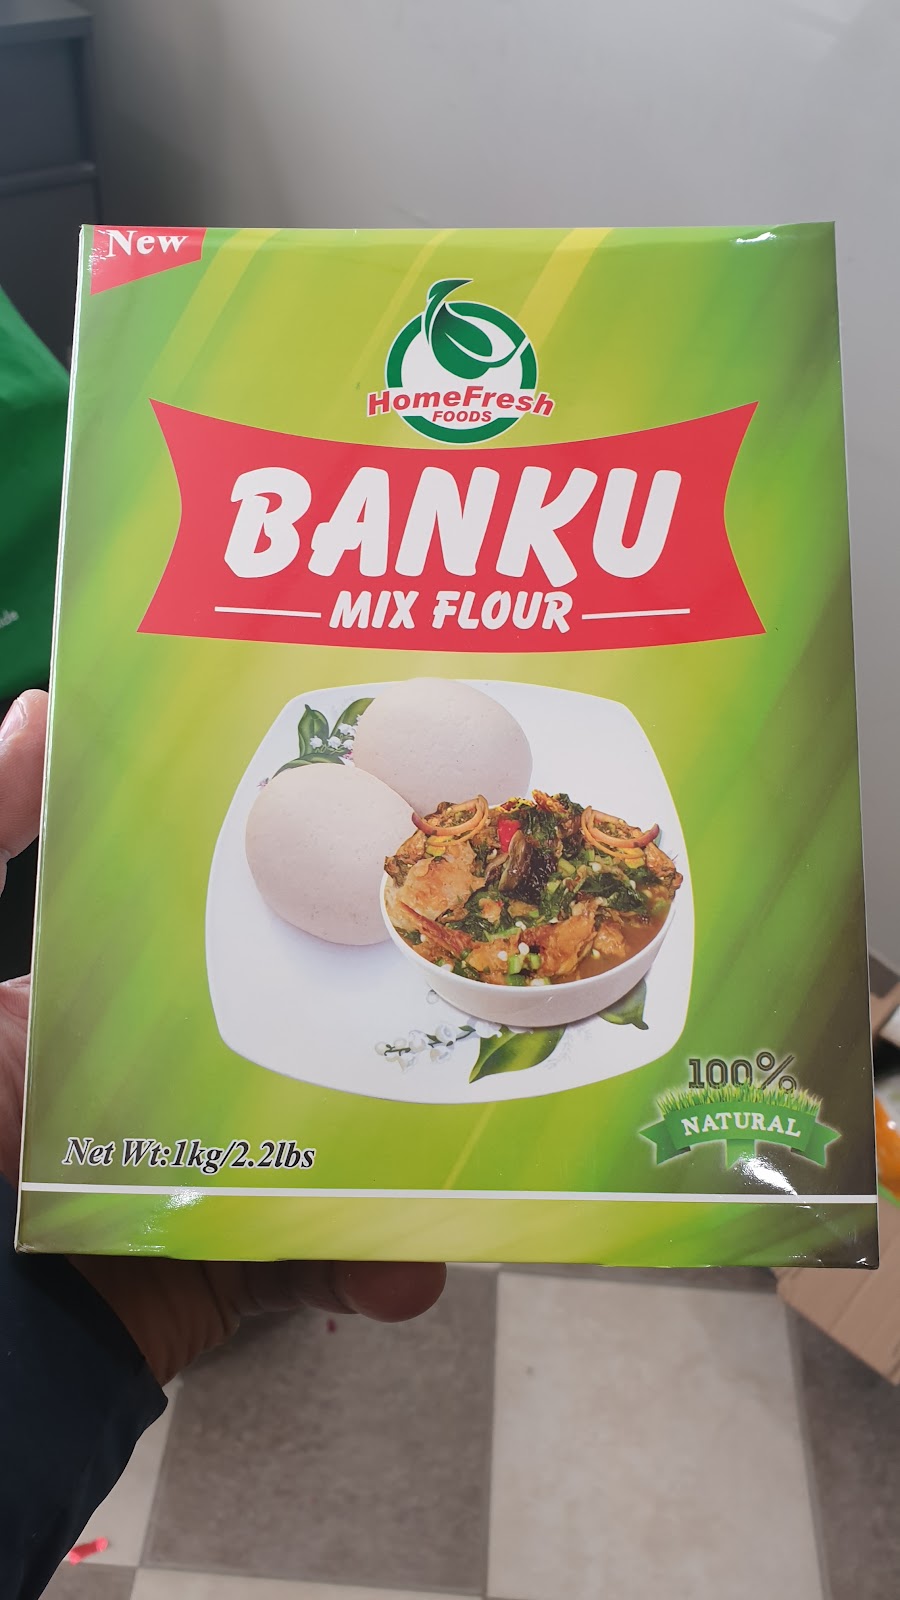 New
HomeFresh
FOODS
BANKU
MIX FLOUR
100%
NATURAL
Net Wt:1kg/2.2lbs